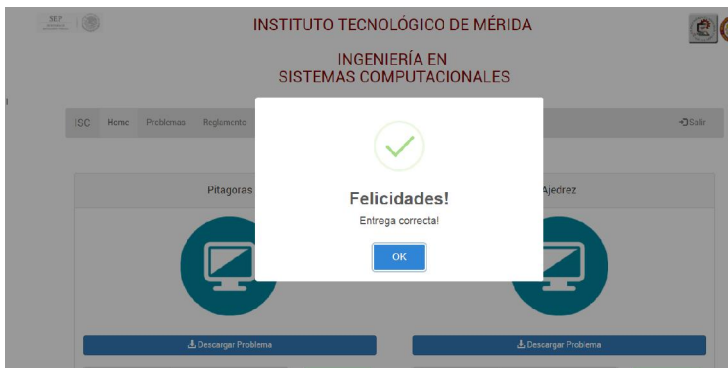 SEP
INSTITUTO TECNOLÓGICO DE MÉRIDA
INGENIERÍA EN
SISTEMAS COMPUTACIONALES
ISC Home Problemas Reglamento
Salir
Pitagoras
Ajedrez
Felicidades!
Entrega correcta!
OK
Descargar Problema
Descargar Problema